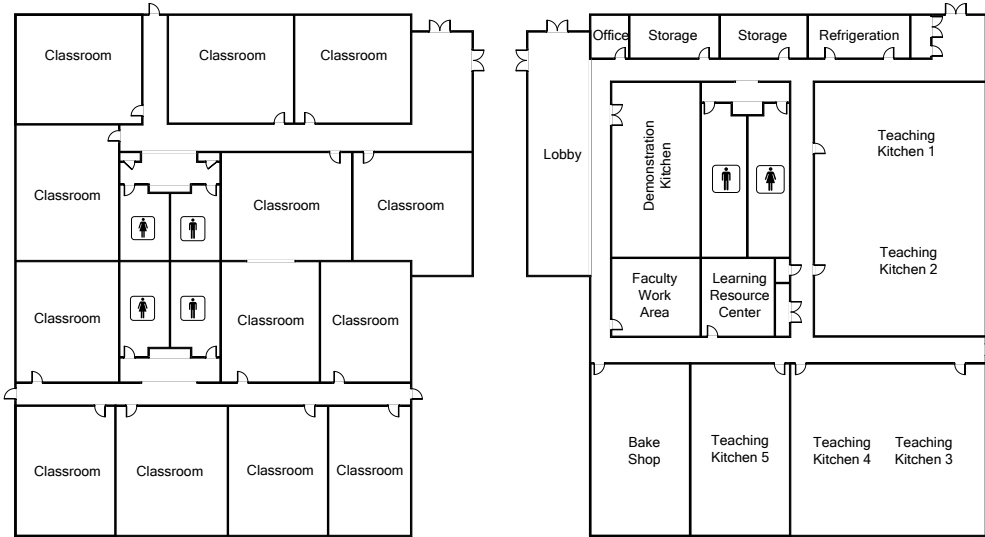 Classroom
Classroom
Classroom
Classroom
Classroom
Classroom
Classroom
Classroom
Classroom
Classroom
Classroom
Classroom
Classroom
Office
Storage
Storage
Refrigeration
Lobby
Demonstration
Kitchen
Teaching
Kitchen 1
Teaching
Kitchen 2
Faculty
Work
Area
Learning
Resource
Center
Bake
Shop
Teaching
Kitchen 5
Teaching
Kitchen 4
Teaching
Kitchen 3